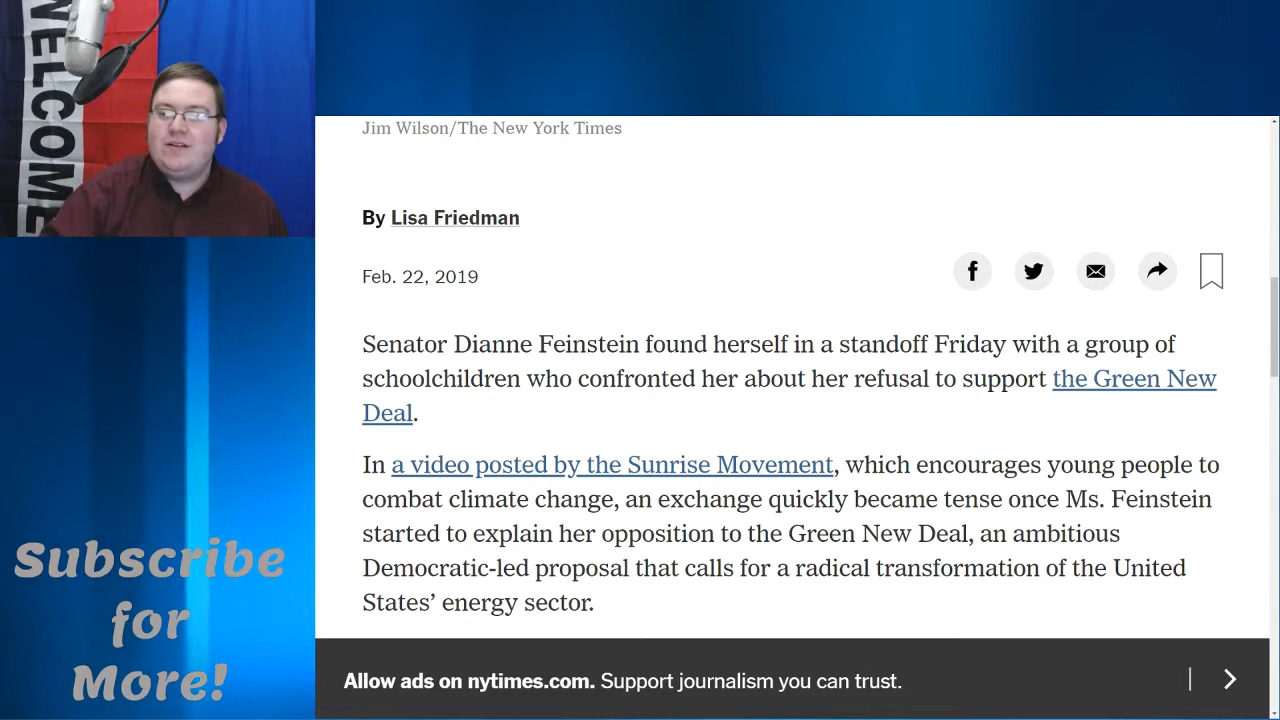 WELCOME
Jim Wilson/The New York Times
By Lisa Friedman
Feb. 22, 2019
Senator Dianne Feinstein found herself in a standoff Friday with a group of
schoolchildren who confronted her about her refusal to support the Green New
Deal.
In a video posted by the Sunrise Movement, which encourages young people to
combat climate change, an exchange quickly became tense once Ms. Feinstein
started to explain her opposition to the Green New Deal, an ambitious
Democratic-led proposal that calls for a radical transformation of the United
States’ energy sector.
Subscribe
for
More!
Allow ads on nytimes.com. Support journalism you can trust.